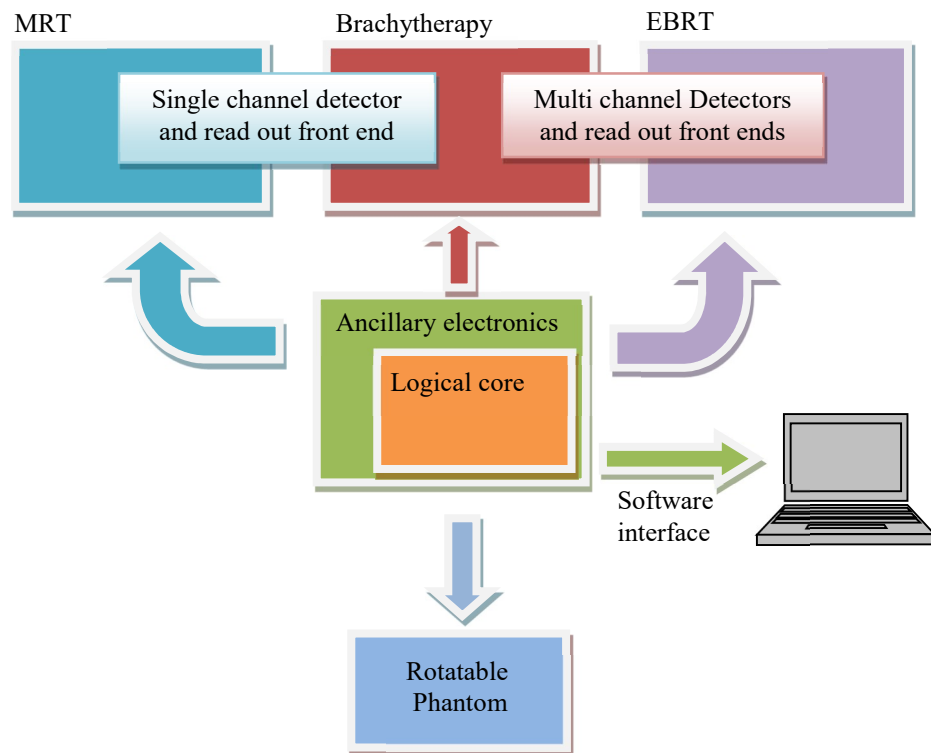 MRT
Brachytherapy
EBRT
Single channel detector
and read out front end
Multi channel Detectors
and read out front ends
Ancillary electronics
Logical core
Software
interface
Rotatable
Phantom